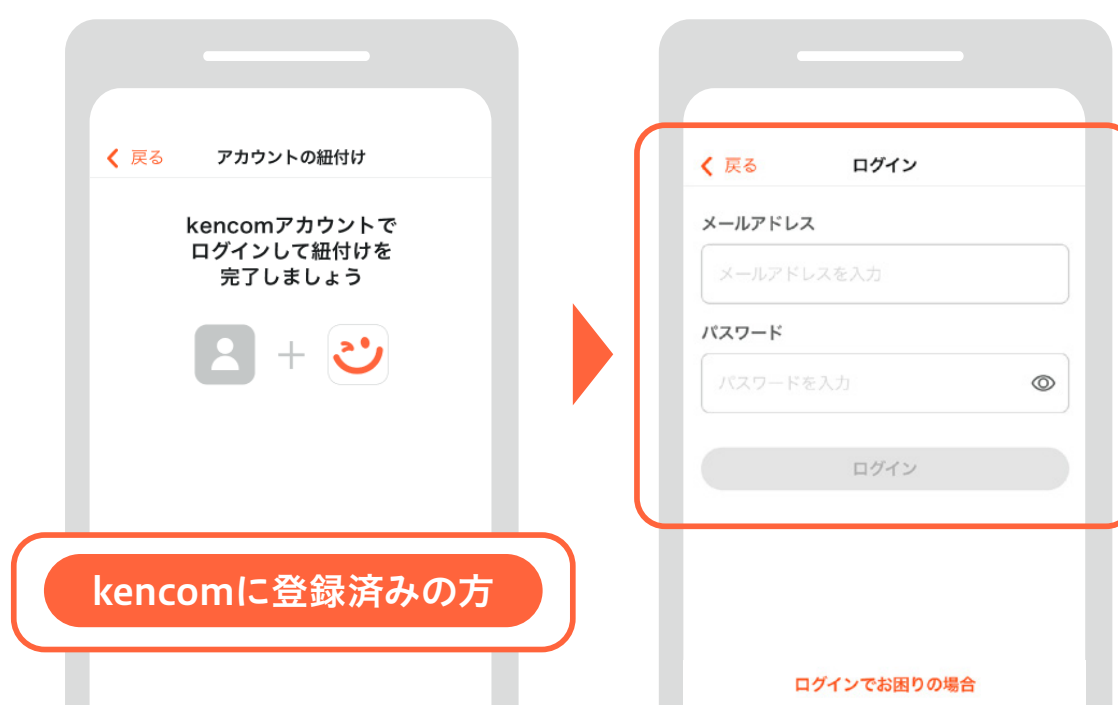 戻る
アカウントの紐付け
kencomアカウントで
ログインして紐付けを
完了しましょう
kencomに登録済みの方
戻る
ログイン
メールアドレス
メールアドレスを入力
パスワード
パスワードを入力
ログイン
ログインでお困りの場合